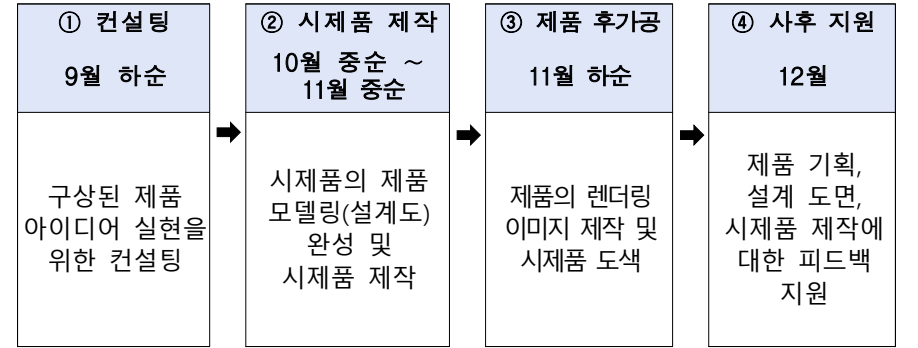 ① 컨설팅
9월 하순
구상된 제품
아이디어 실현을
위한 컨설팅
② 시제품 제작
10월 중순 ~
11월 중순
시제품의 제품
모델링(설계도)
완성 및
시제품 제작
③ 제품 후가공
11월 하순
제품의 렌더링
이미지 제작 및
시제품 도색
④ 사후 지원
12월
제품 기획,
설계 도면,
시제품 제작에
대한 피드백
지원